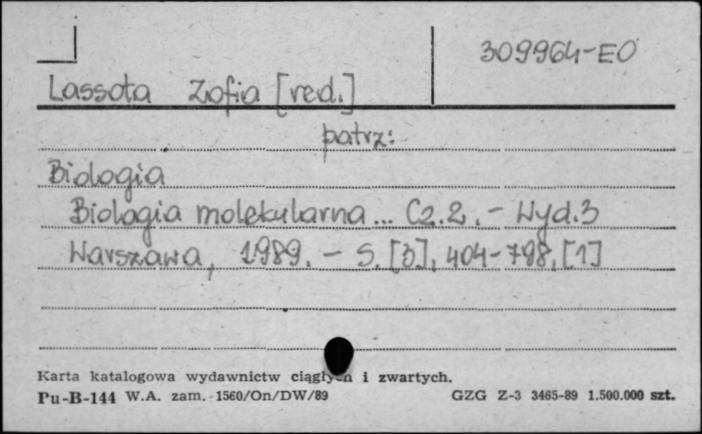 309964-EO
Lassota Zofia [red.]
patrz:
Biologia
Biologia molekularna... Cz.2. - Wyd.3
Warszawa, 1989. - S. [3], 404-798, [1]
Karta katalogowa wydawnictw ciągłych i zwartych.
Pu-B-144 W.A. zam. 1560/On/DW/89 GZG Z-3 3465-89 1.500.000 szt.